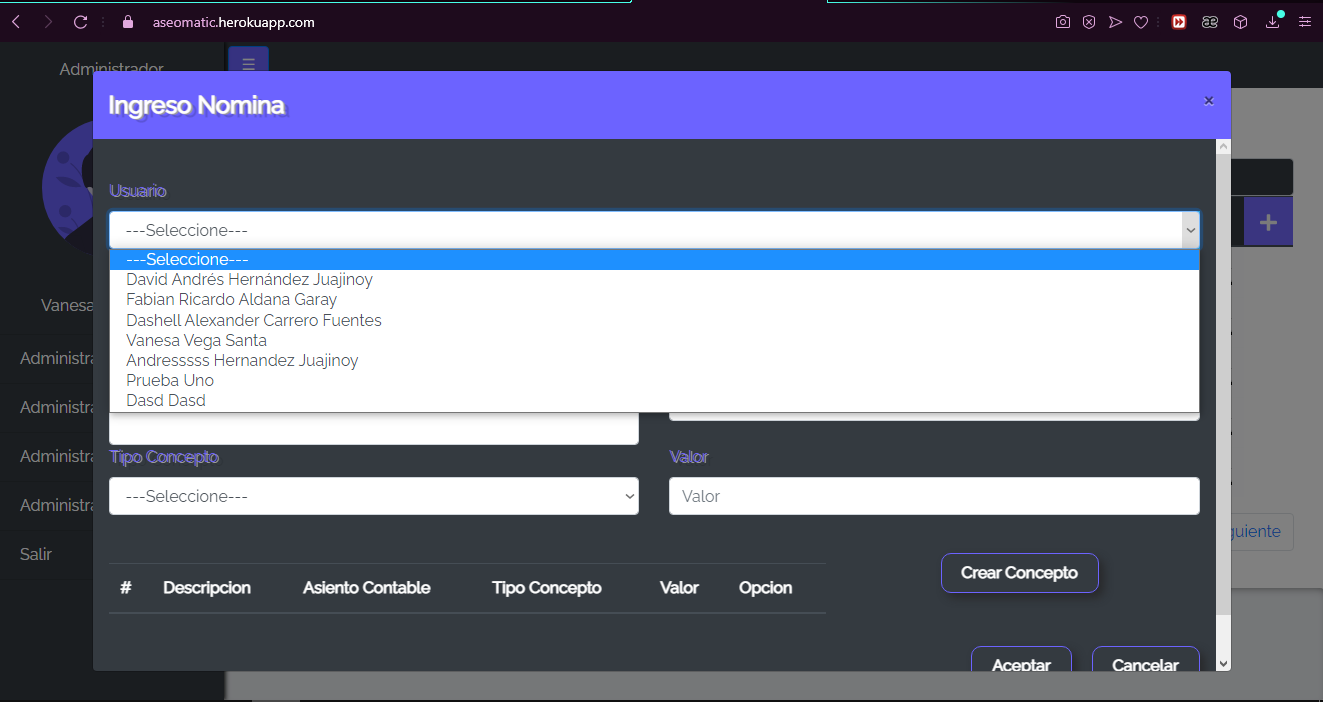 aseomatic.herokuapp.com
Administrador
Ingreso Nomina
×
Usuario
---Seleccione---
---Seleccione---
David Andrés Hernández Juajinoy
Fabian Ricardo Aldana Garay
Dashell Alexander Carrero Fuentes
Vanesa Vega Santa
Andresssss Hernandez Juajinoy
Prueba Uno
Dasd Dasd
Vanesa
Administra
Administra
Administra
Administra
Salir
Tipo Concepto
Valor
---Seleccione---
Valor
# Descripcion Asiento Contable Tipo Concepto Valor Opcion
Crear Concepto
Aceptar
Cancelar
guiente